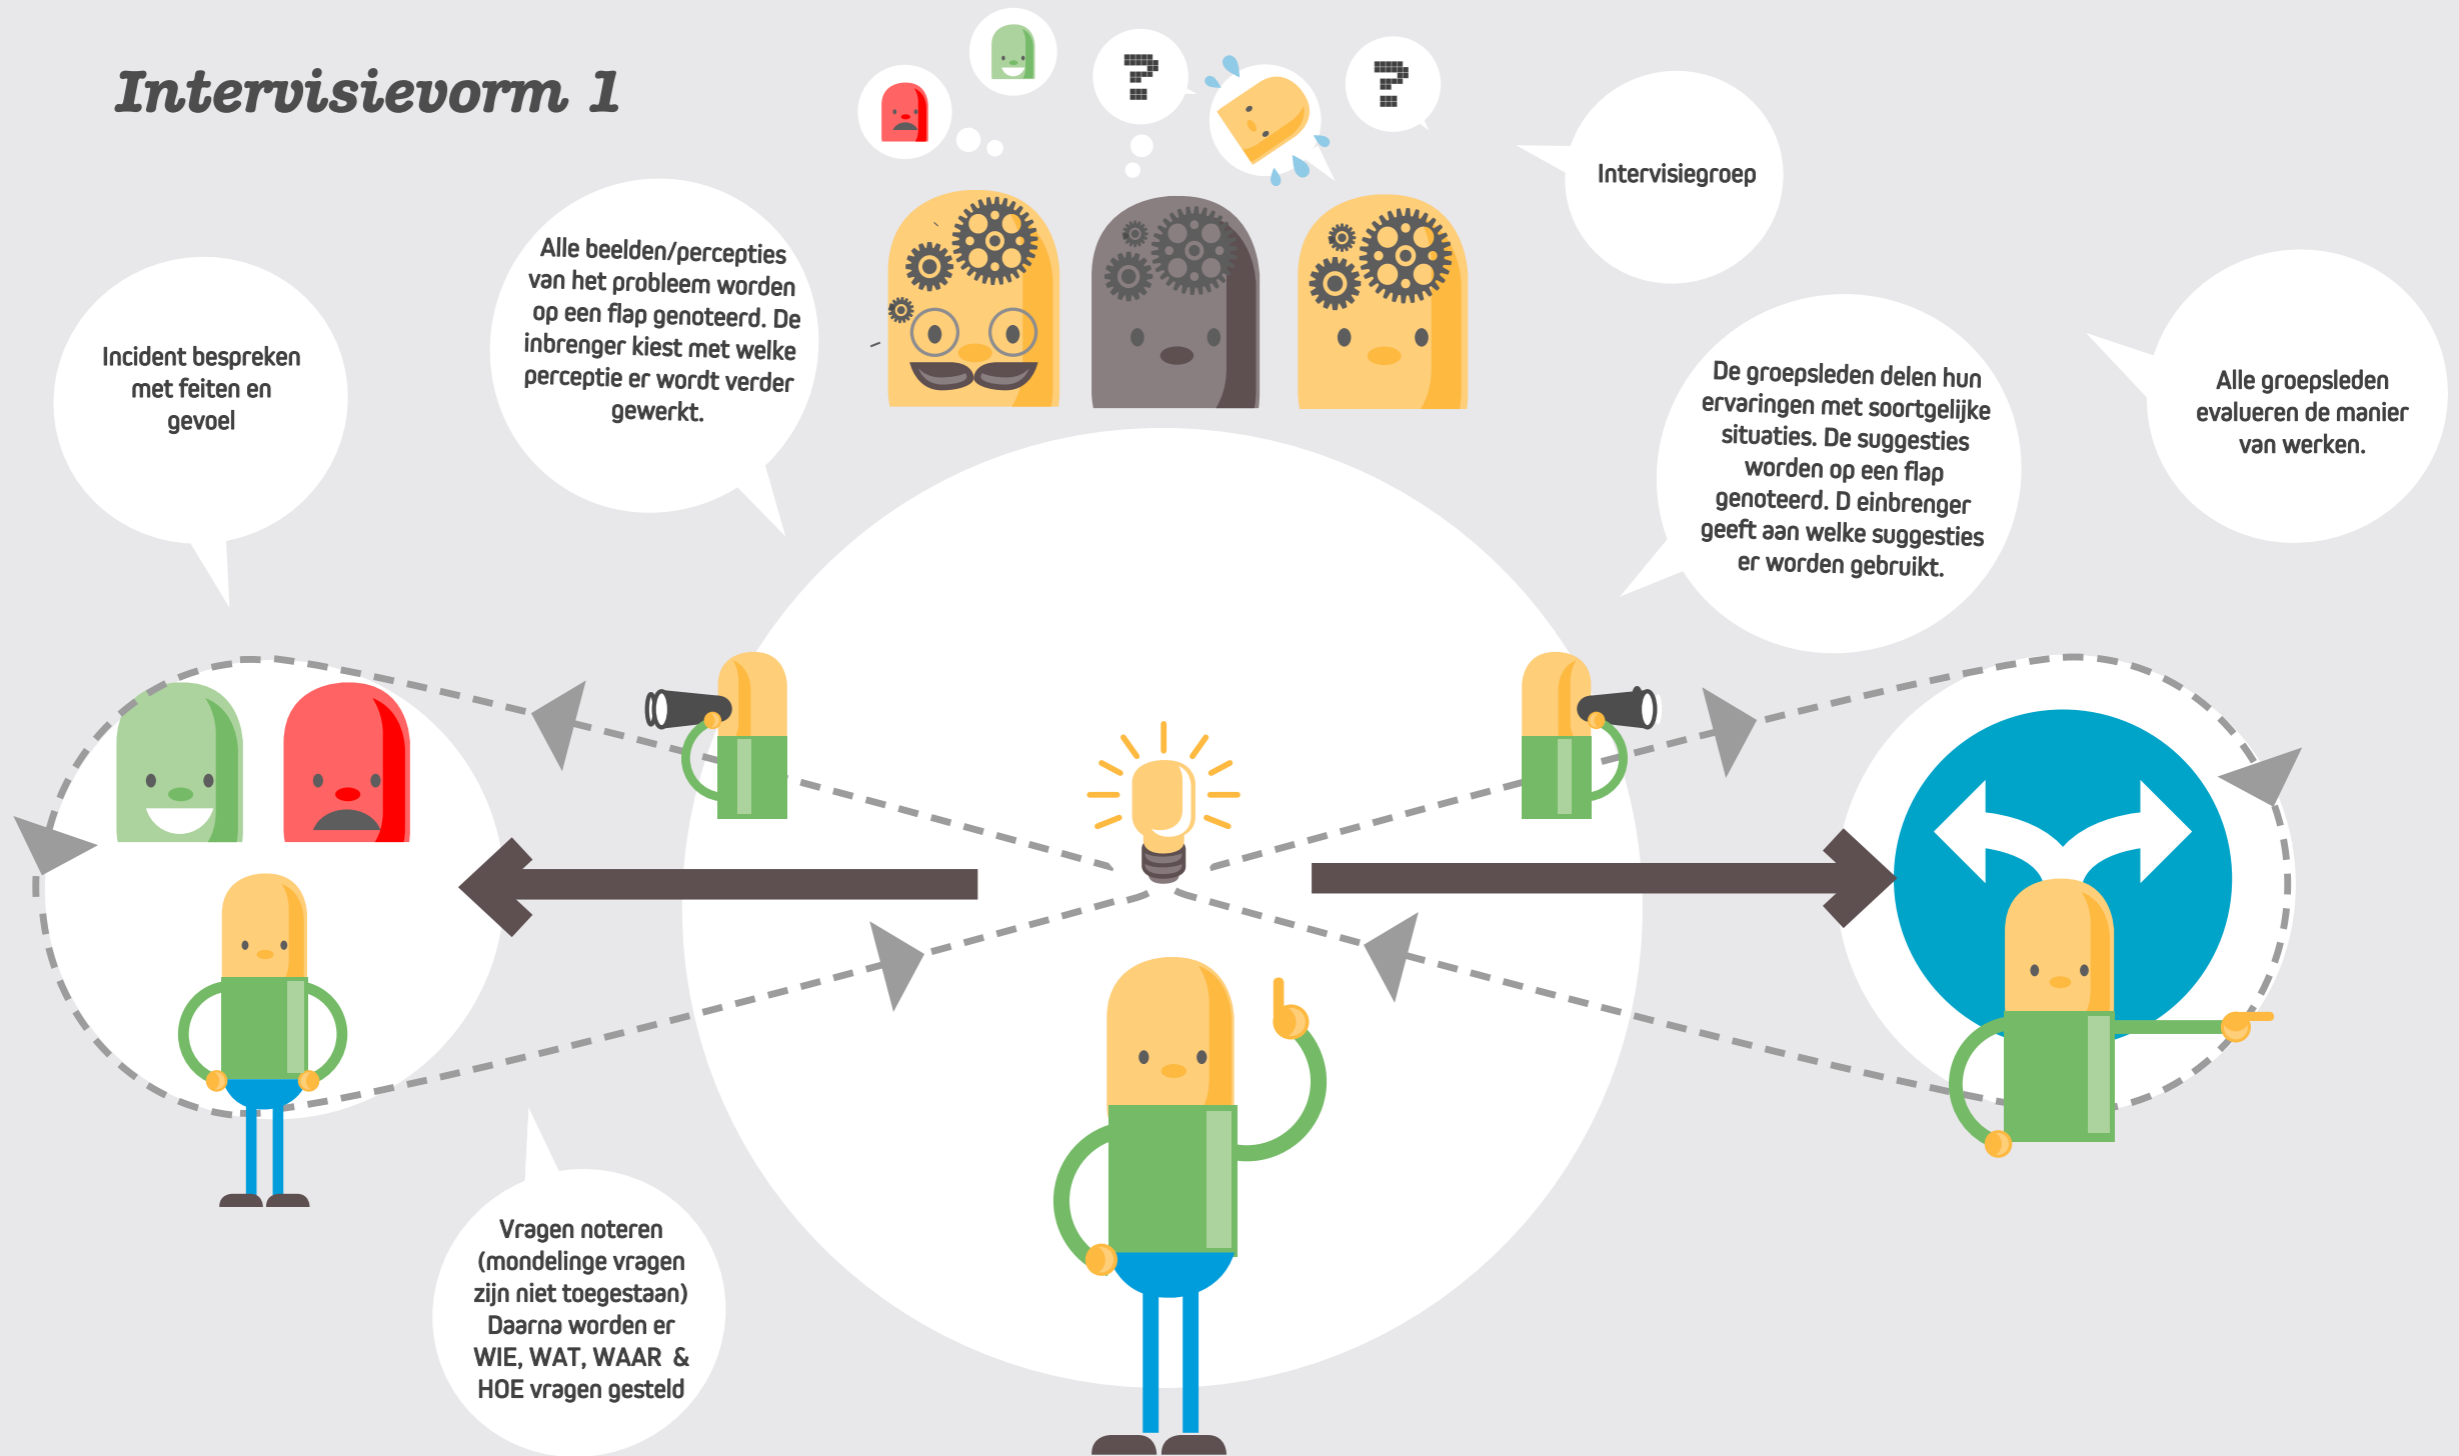 Intervisievorm 1
?
?
Intervisiegroep
Incident bespreken
met feiten en
gevoel
Alle beelden/percepties
van het probleem worden
op een flap genoteerd. De
inbrenger kiest met welke
perceptie er wordt verder
gewerkt.
De groepsleden delen hun
ervaringen met soortgelijke
situaties. De suggesties
worden op een flap
genoteerd. D einbrenger
geeft aan welke suggesties
er worden gebruikt.
Alle groepsleden
evalueren de manier
van werken.
Vragen noteren
(mondelinge vragen
zijn niet toegestaan)
Daarna worden er
WIE, WAT, WAAR &
HOE vragen gesteld